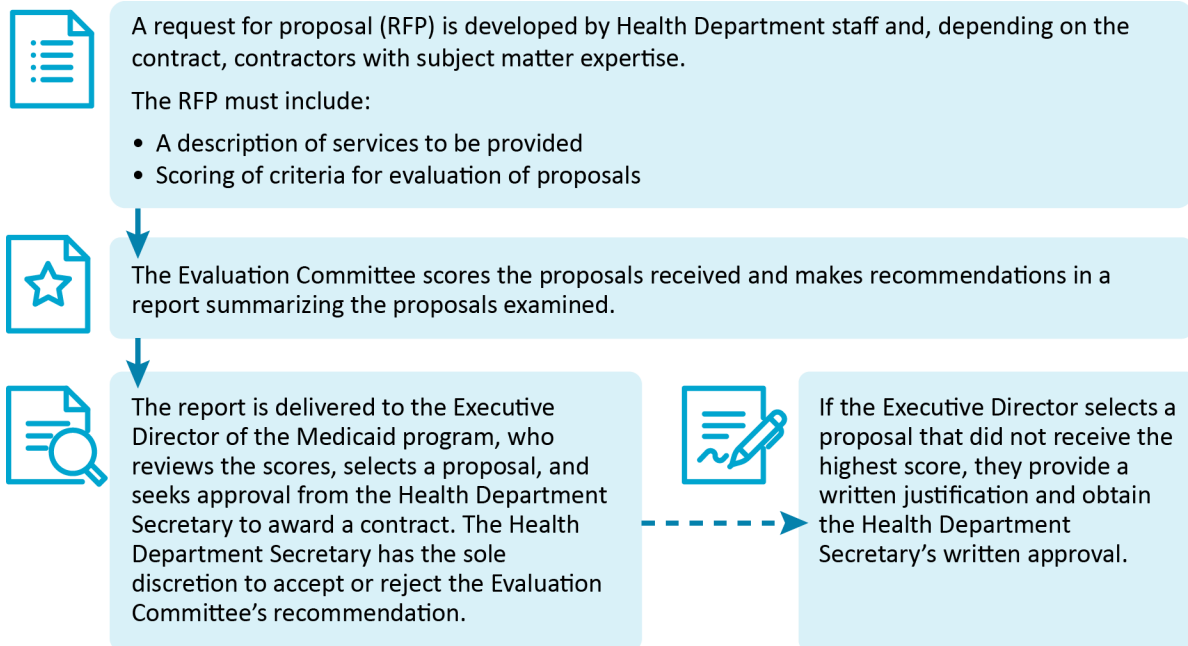 A request for proposal (RFP) is developed by Health Department staff and, depending on the
contract, contractors with subject matter expertise.
The RFP must include:
• A description of services to be provided
• Scoring of criteria for evaluation of proposals
The Evaluation Committee scores the proposals received and makes recommendations in a
report summarizing the proposals examined.
The report is delivered to the Executive
Director of the Medicaid program, who
reviews the scores, selects a proposal, and
seeks approval from the Health Department
Secretary to award a contract. The Health
Department Secretary has the sole
discretion to accept or reject the Evaluation
Committee’s recommendation.
If the Executive Director selects a
proposal that did not receive the
highest score, they provide a
written justification and obtain
the Health Department
Secretary’s written approval.